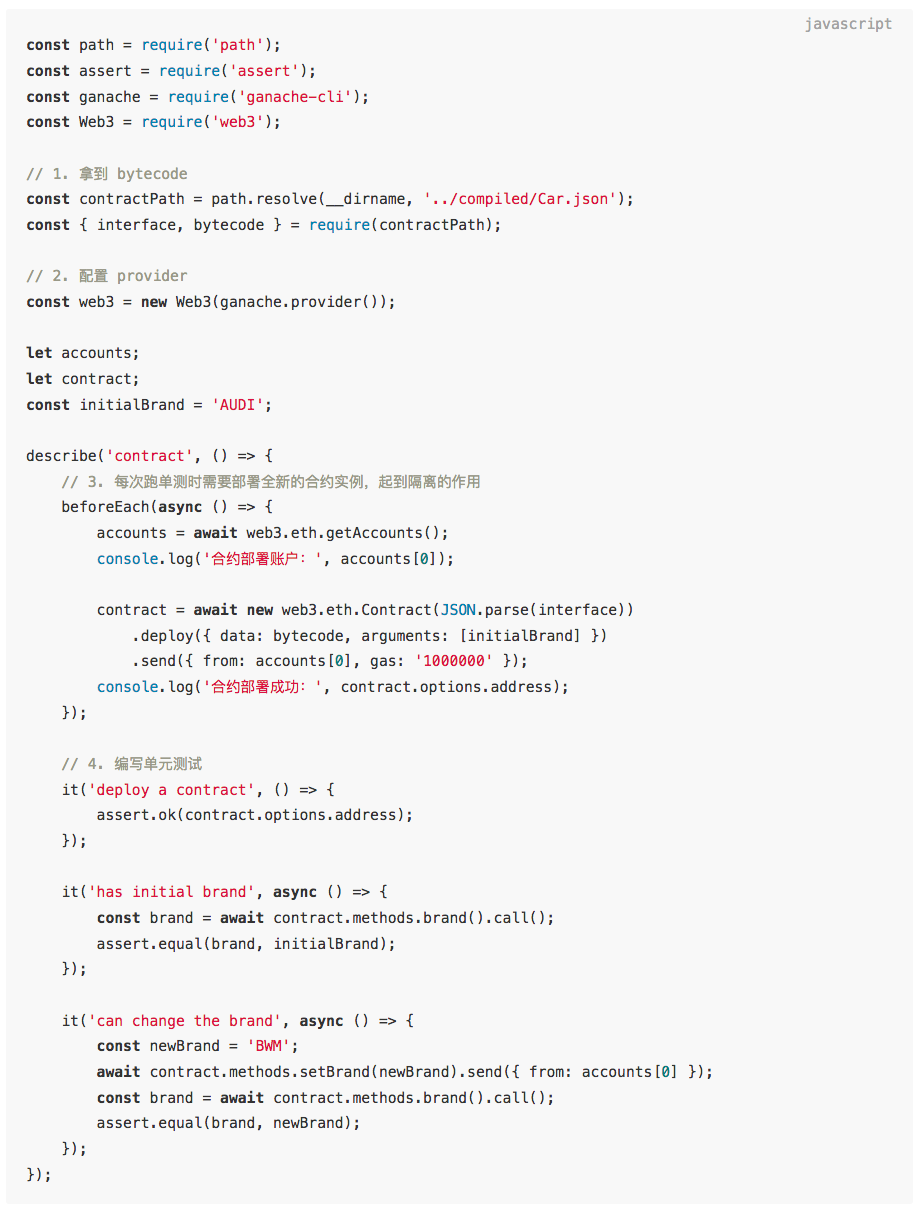 javascript
const path = require('path');
const assert = require('assert');
const ganache = require('ganache-cli');
const Web3 = require('web3');

// 1. 拿到 bytecode
const contractPath = path.resolve(__dirname, '../compiled/Car.json');
const { interface, bytecode } = require(contractPath);

// 2. 配置 provider
const web3 = new Web3(ganache.provider());

let accounts;
let contract;
const initialBrand = 'AUDI';

describe('contract', () => {
    // 3. 每次跑单测时需要部署全新的合约实例，起到隔离的作用
    beforeEach(async () => {
        accounts = await web3.eth.getAccounts();
        console.log('合约部署账户：', accounts[0]);

        contract = await new web3.eth.Contract(JSON.parse(interface))
            .deploy({ data: bytecode, arguments: [initialBrand] })
            .send({ from: accounts[0], gas: '1000000' });
        console.log('合约部署成功：', contract.options.address);
    });

    // 4. 编写单元测试
    it('deploy a contract', () => {
        assert.ok(contract.options.address);
    });

    it('has initial brand', async () => {
        const brand = await contract.methods.brand().call();
        assert.equal(brand, initialBrand);
    });

    it('can change the brand', async () => {
        const newBrand = 'BWM';
        await contract.methods.setBrand(newBrand).send({ from: accounts[0] });
        const brand = await contract.methods.brand().call();
        assert.equal(brand, newBrand);
    });
});